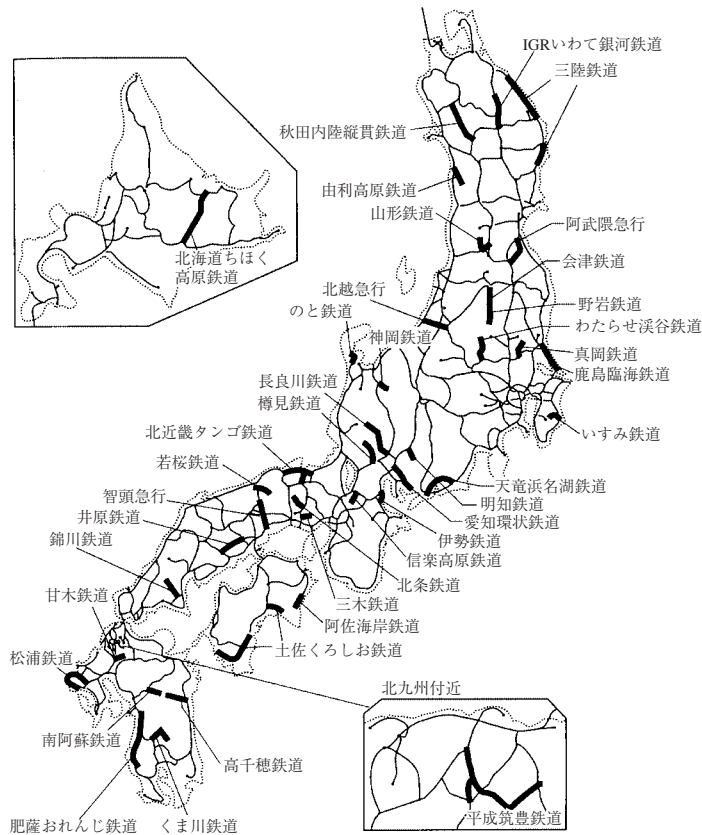 IGRいわて銀河鉄道
三陸鉄道
秋田内陸縦貫鉄道
由利高原鉄道
山形鉄道
阿武隈急行
会津鉄道
北海道ちほく
高原鉄道
北越急行
のと鉄道
野岩鉄道
わたらせ渓谷鉄道
神岡鉄道
真岡鉄道
鹿島臨海鉄道
長良川鉄道
樽見鉄道
北近畿タンゴ鉄道
いすみ鉄道
若桜鉄道
智頭急行
天竜浜名湖鉄道
井原鉄道
明知鉄道
愛知環状鉄道
錦川鉄道
伊勢鉄道
信楽高原鉄道
北条鉄道
甘木鉄道
三木鉄道
阿佐海岸鉄道
松浦鉄道
土佐くろしお鉄道
北九州付近
南阿蘇鉄道
高千穂鉄道
平成筑豊鉄道
肥薩おれんじ鉄道
くま川鉄道